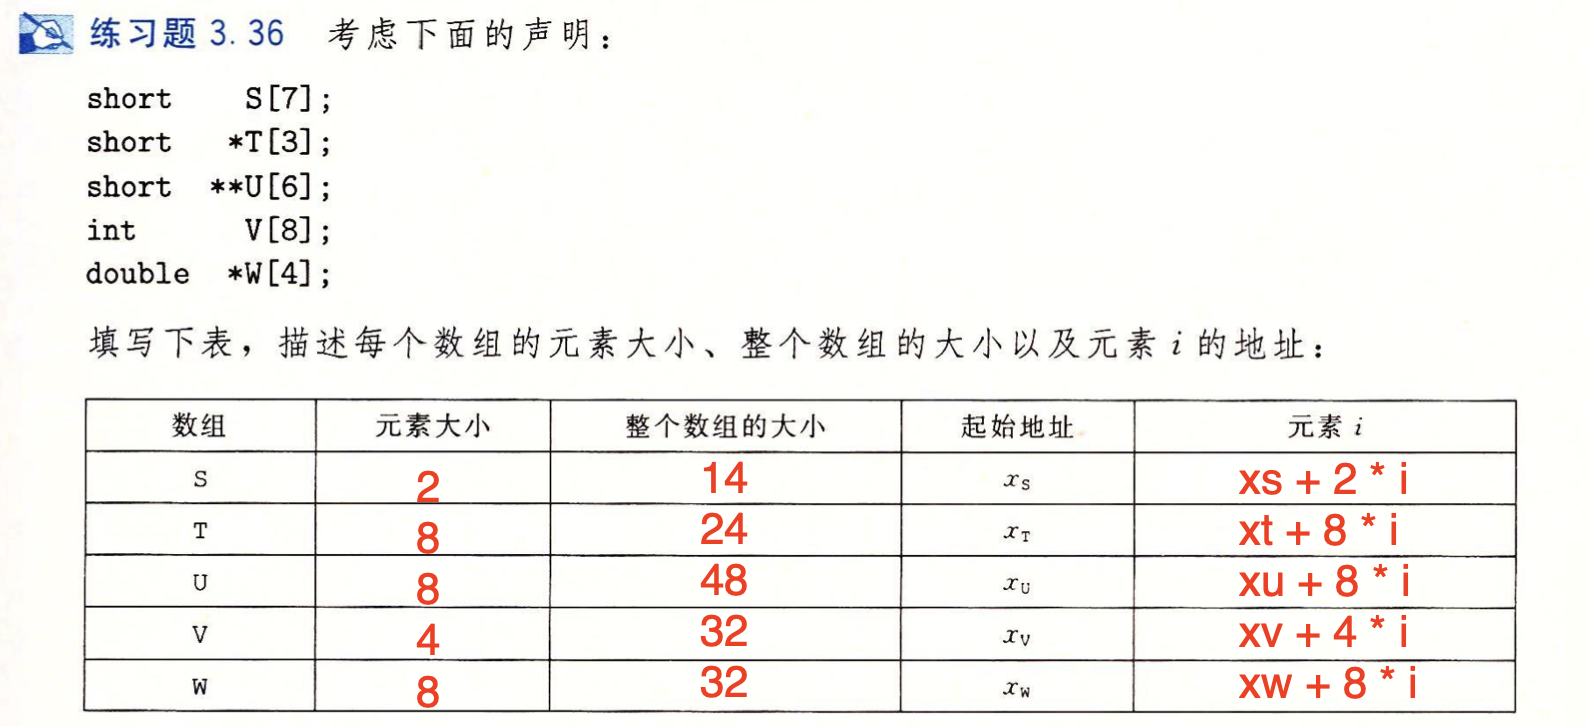 练习题 3.36 考虑下面的声明：
short S[7];
short *T[3];
short **U[6];
int V[8];
double *W[4];
填写下表，描述每个数组的元素大小、整个数组的大小以及元素 i 的地址：
数组 元素大小 整个数组的大小 起始地址 元素 i
S 2 14 xS xs + 2 * i
T 8 24 xT xt + 8 * i
U 8 48 xU xu + 8 * i
V 4 32 xV xv + 4 * i
W 8 32 xW xw + 8 * i